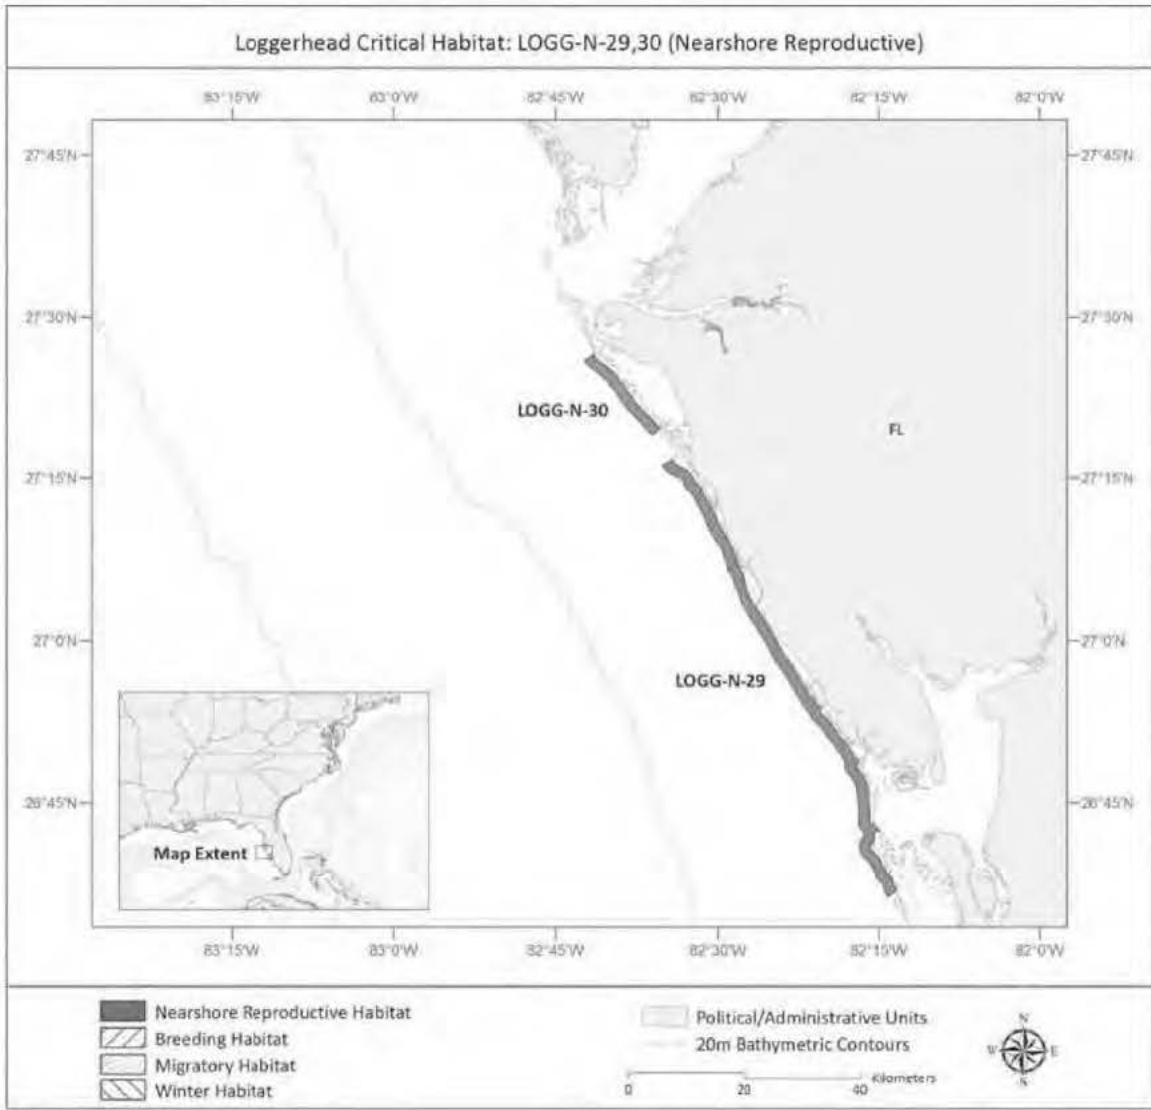 Loggerhead Critical Habitat: LOGG-N-29,30 (Nearshore Reproductive)
83°15'W 83°0'W 82°45'W 82°30'W 82°15'W 82°0'W
27°45'N 27°45'N
27°30'N 27°30'N
LOGG-N-30
FL
27°15'N 27°15'N
27°0'N 27°0'N
LOGG-N-29
26°45'N 26°45'N
Map Extent
83°15'W 83°0'W 82°45'W 82°30'W 82°15'W 82°0'W
Nearshore Reproductive Habitat
Breeding Habitat
Migratory Habitat
Winter Habitat
Political/Administrative Units
20m Bathymetric Contours
Kilometers
0 20 40
N
W E
S